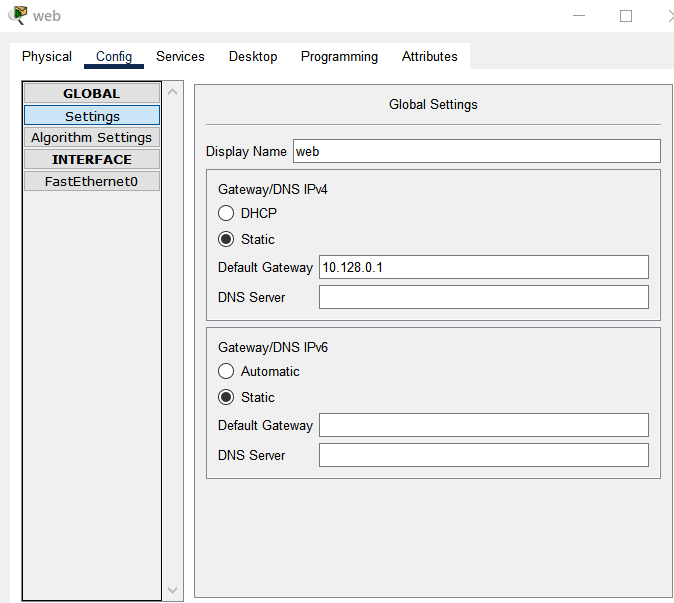 web
Physical Config Services Desktop Programming Attributes
GLOBAL
Settings
Algorithm Settings
INTERFACE
FastEthernet0
Global Settings
Display Name web
Gateway/DNS IPv4
DHCP
Static
Default Gateway 10.128.0.1
DNS Server
Gateway/DNS IPv6
Automatic
Static
Default Gateway
DNS Server